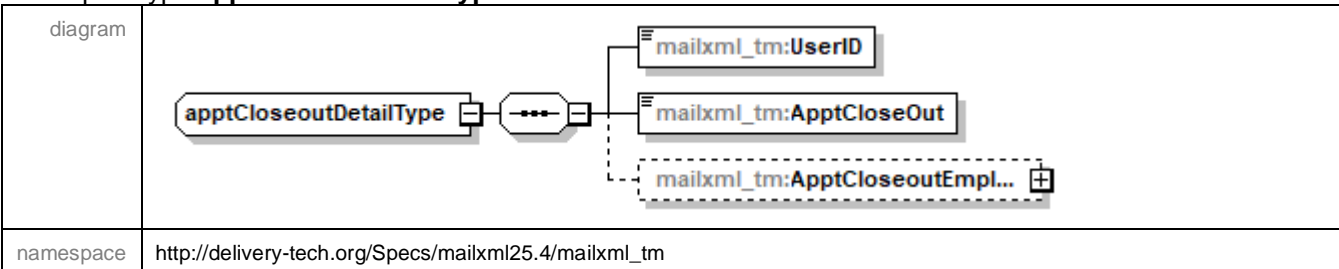 diagram
mailxml_tm:UserID
apptCloseoutDetailType
mailxml_tm:ApptCloseOut
mailxml_tm:ApptCloseoutEmpl...
namespace http://delivery-tech.org/Specs/mailxml25.4/mailxml_tm